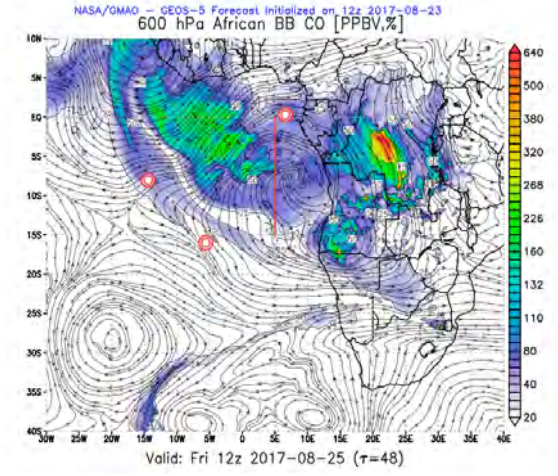 NASA/GMAO - GEOS-5 Forecast Initialized on 12z 2017-08-23
600 hPa African BB CO [PPBV,%]
10N
5N
EQ
5S
10S
15S
20S
25S
30S
35S
40S
30W 25W 20W 15W 10W 5W 0 5E 10E 15E 20E 25E 30E 35E 40E
640
500
380
320
268
226
160
132
110
80
40
20
Valid: Fri 12z 2017-08-25 (τ=48)